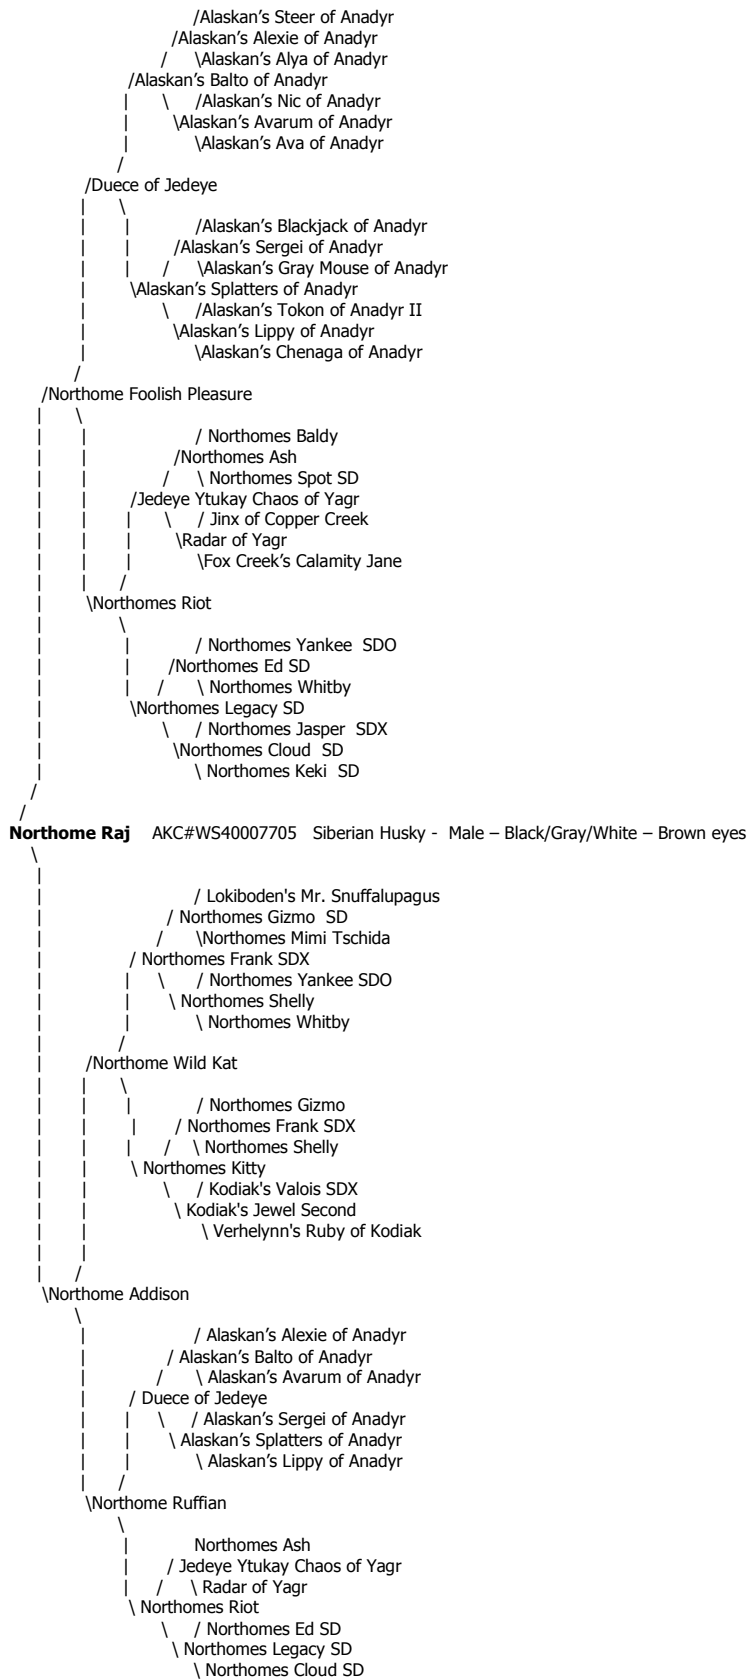 /Alaskan’s Steer of Anadyr
/Alaskan’s Alexie of Anadyr
/ \Alaskan’s Alya of Anadyr
/Alaskan’s Balto of Anadyr
| \ /Alaskan’s Nic of Anadyr
| \Alaskan’s Avarum of Anadyr
| \Alaskan’s Ava of Anadyr
/
/Duece of Jedeye
| \
| | /Alaskan’s Blackjack of Anadyr
| | /Alaskan’s Sergei of Anadyr
| | / \Alaskan’s Gray Mouse of Anadyr
| \Alaskan’s Splatters of Anadyr
| \ /Alaskan’s Tokon of Anadyr II
| \Alaskan’s Lippy of Anadyr
| \Alaskan’s Chenaga of Anadyr
/
/Northome Foolish Pleasure
| \
| | / Northomes Baldy
| | /Northomes Ash
| | / \ Northomes Spot SD
| | /Jedeye Ytukay Chaos of Yagr
| | | \ / Jinx of Copper Creek
| | | \Radar of Yagr
| | | \Fox Creek’s Calamity Jane
| | /
| \Northomes Riot
| \
| | / Northomes Yankee SDO
| | /Northomes Ed SD
| | / \ Northomes Whitby
| \Northomes Legacy SD
| \ / Northomes Jasper SDX
| \Northomes Cloud SD
| \ Northomes Keki SD
/
/
Northome Raj AKC#WS40007705 Siberian Husky - Male – Black/Gray/White – Brown eyes
\
|
| / Lokiboden's Mr. Snuffalupagus
| / Northomes Gizmo SD
| / \Northomes Mimi Tschida
| / Northomes Frank SDX
| | \ / Northomes Yankee SDO
| | \ Northomes Shelly
| | \ Northomes Whitby
| /
| /Northome Wild Kat
| | \
| | | / Northomes Gizmo
| | | / Northomes Frank SDX
| | | / \ Northomes Shelly
| | \ Northomes Kitty
| | \ / Kodiak's Valois SDX
| | \ Kodiak's Jewel Second
| | \ Verhelynn's Ruby of Kodiak
| |
| /
\Northome Addison
\
| / Alaskan’s Alexie of Anadyr
| / Alaskan’s Balto of Anadyr
| / \ Alaskan’s Avarum of Anadyr
| / Duece of Jedeye
| | \ / Alaskan’s Sergei of Anadyr
| | \ Alaskan’s Splatters of Anadyr
| | \ Alaskan’s Lippy of Anadyr
| /
\Northome Ruffian
\
| Northomes Ash
| / Jedeye Ytukay Chaos of Yagr
| / \ Radar of Yagr
\ Northomes Riot
\ / Northomes Ed SD
\ Northomes Legacy SD
\ Northomes Cloud SD